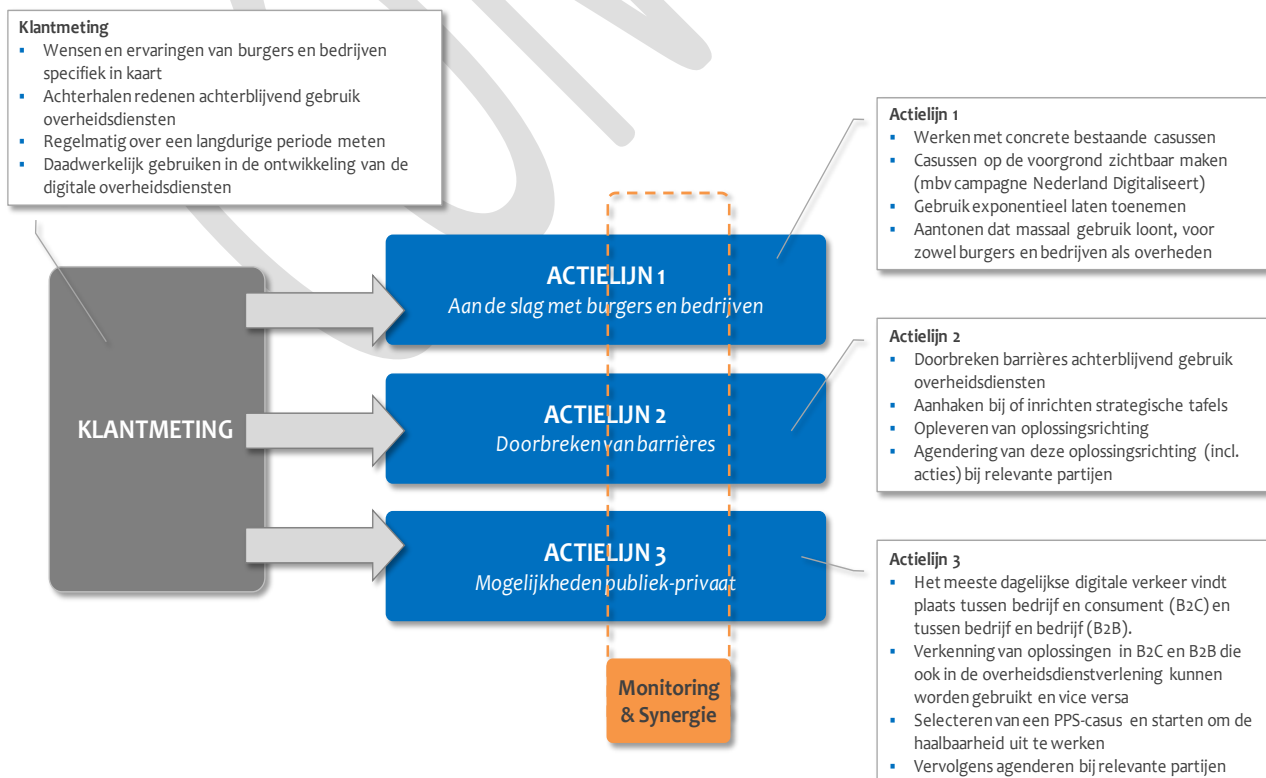 Klantmeting
▪ Wensen en ervaringen van burgers en bedrijven
specifiek in kaart
▪ Achterhalen redenen achterblijvend gebruik
overheidsdiensten
▪ Regelmatig over een langdurige periode meten
▪ Daadwerkelijk gebruiken in de ontwikkeling van de
digitale overheidsdiensten
KLANTMETING
ACTIELIJN 1
Aan de slag met burgers en bedrijven
ACTIELIJN 2
Doorbreken van barrières
ACTIELIJN 3
Mogelijkheden publiek-privaat
Monitoring
& Synergie
Actielijn 1
▪ Werken met concrete bestaande casussen
▪ Casussen op de voorgrond zichtbaar maken
(mbv campagne Nederland Digitaliseert)
▪ Gebruik exponentieel laten toenemen
▪ Aantonen dat massaal gebruik loont, voor
zowel burgers en bedrijven als overheden
Actielijn 2
▪ Doorbreken barrières achterblijvend gebruik
overheidsdiensten
▪ Aanhaken bij of inrichten strategische tafels
▪ Opleveren van oplossingsrichting
▪ Agendering van deze oplossingsrichting (incl.
acties) bij relevante partijen
Actielijn 3
▪ Het meeste dagelijkse digitale verkeer vindt
plaats tussen bedrijf en consument (B2C) en
tussen bedrijf en bedrijf (B2B).
▪ Verkenning van oplossingen in B2C en B2B die
ook in de overheidsdienstverlening kunnen
worden gebruikt en vice versa
▪ Selecteren van een PPS-casus en starten om de
haalbaarheid uit te werken
▪ Vervolgens agenderen bij relevante partijen